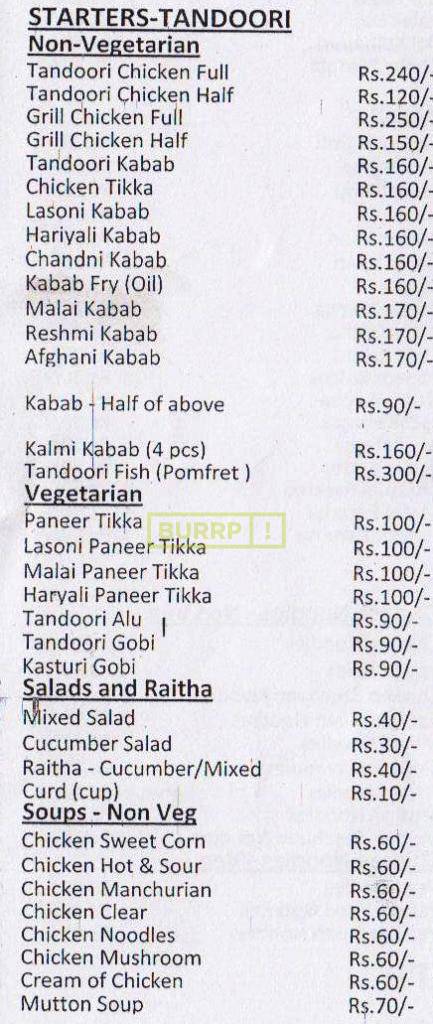 STARTERS-TANDOORI
Non-Vegetarian
Tandoori Chicken Full Rs.240/-
Tandoori Chicken Half Rs.120/-
Grill Chicken Full Rs.250/-
Grill Chicken Half Rs.150/-
Tandoori Kabab Rs.160/-
Chicken Tikka Rs.160/-
Lasoni Kabab Rs.160/-
Hariyali Kabab Rs.160/-
Chandni Kabab Rs.160/-
Kabab Fry (Oil) Rs.160/-
Malai Kabab Rs.170/-
Reshmi Kabab Rs.170/-
Afghani Kabab Rs.170/-
Kabab - Half of above Rs.90/-
Kalmi Kabab (4 pcs) Rs.160/-
Tandoori Fish (Pomfret ) Rs.300/-
Vegetarian
Paneer Tikka Rs.100/-
BURRP!
Lasoni Paneer Tikka Rs.100/-
Malai Paneer Tikka Rs.100/-
Haryali Paneer Tikka Rs.100/-
Tandoori Alu Rs.90/-
Tandoori Gobi Rs.90/-
Kasturi Gobi Rs.90/-
Salads and Raitha
Mixed Salad Rs.40/-
Cucumber Salad Rs.30/-
Raitha - Cucumber/Mixed Rs.40/-
Curd (cup) Rs.10/-
Soups - Non Veg
Chicken Sweet Corn Rs.60/-
Chicken Hot & Sour Rs.60/-
Chicken Manchurian Rs.60/-
Chicken Clear Rs.60/-
Chicken Noodles Rs.60/-
Chicken Mushroom Rs.60/-
Cream of Chicken Rs.60/-
Mutton Soup Rs.70/-